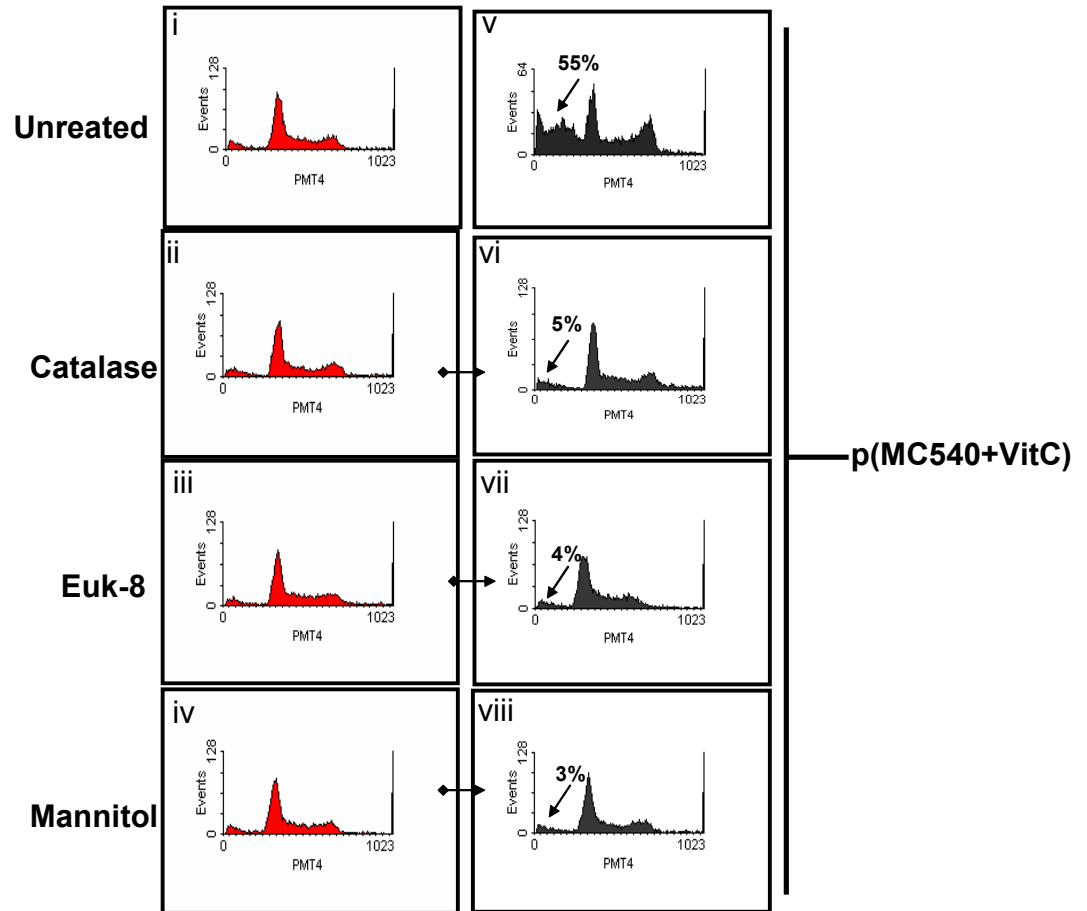 i
128
Events
0
0
1023
PMT4
v
64
Events
0
0
1023
PMT4
55%
Unreated
ii
128
Events
0
0
1023
PMT4
vi
128
Events
0
0
1023
PMT4
5%
Catalase
p(MC540+VitC)
iii
128
Events
0
0
1023
PMT4
vii
128
Events
0
0
1023
PMT4
4%
Euk-8
iv
128
Events
0
0
1023
PMT4
viii
128
Events
0
0
1023
PMT4
3%
Mannitol